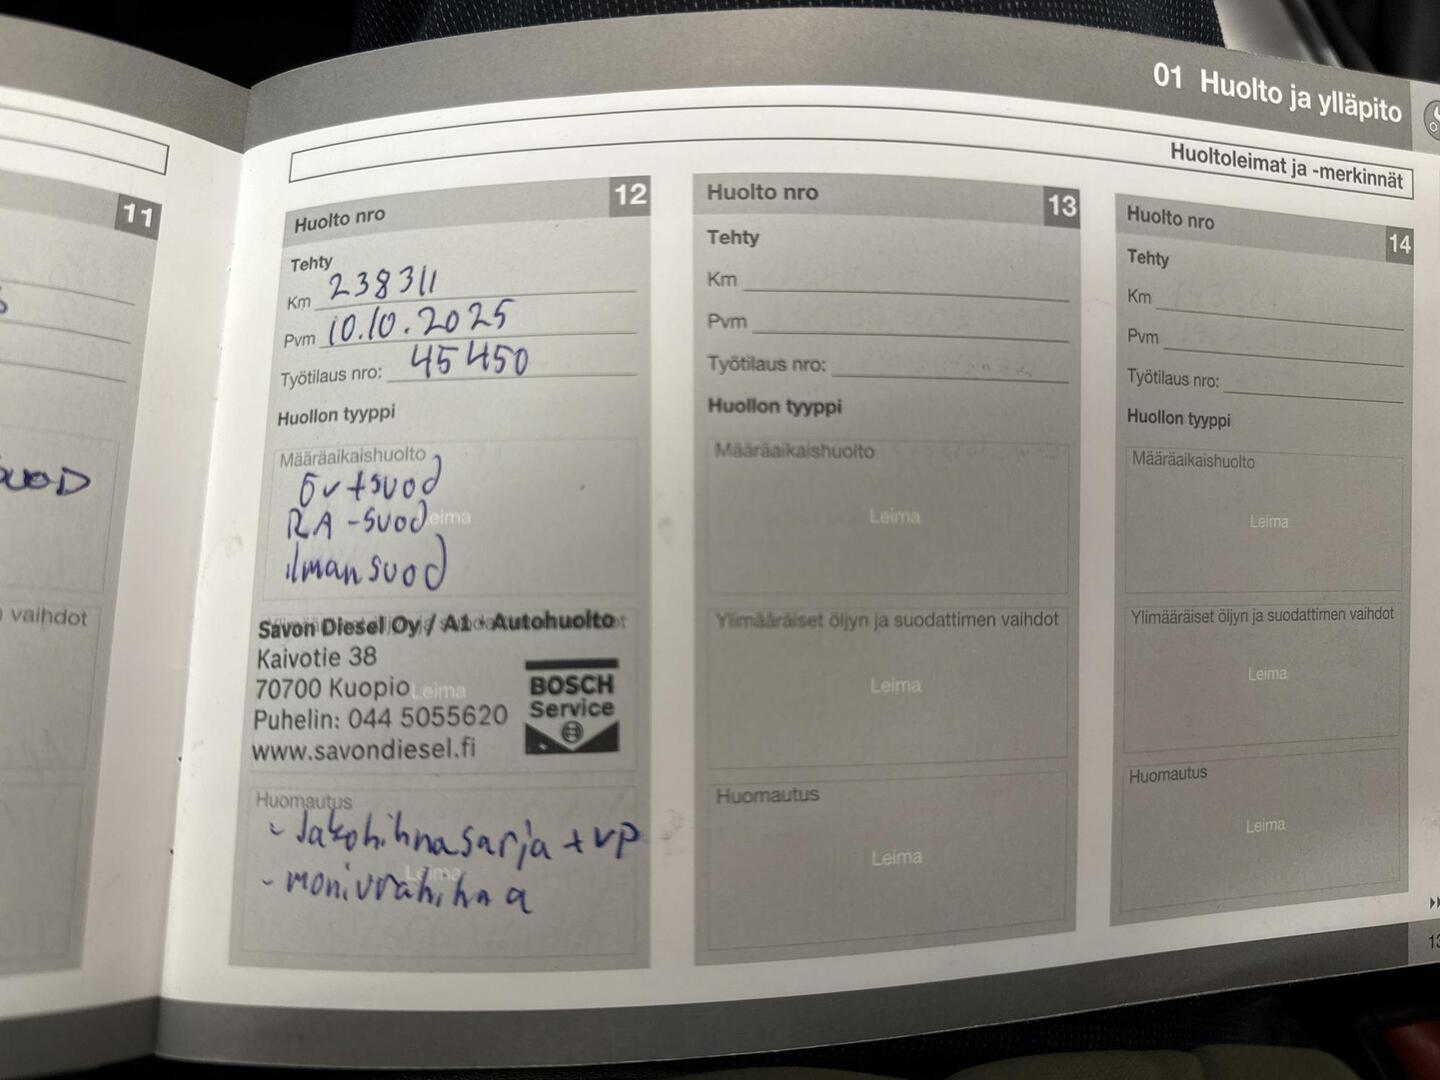 01 Huolto ja ylläpito
Huoltoleimat ja -merkinnät
11
UOD
vaihdot
Huolto nro 12
Tehty
Km 238311
Pvm 10.10.2025
Työtilaus nro: 45450
Huollon tyyppi
Määräaikaishuolto
öv+suod
RA-suod
Leima
ilmansuod
Savon Diesel Oy / A1 - Autohuolto
Kaivotie 38
70700 Kuopio
Leima
Puhelin: 044 5055620
www.savondiesel.fi
BOSCH
Service
Huomautus
- Jakohihnasarja + vp
Leima
- moniurahihna
Huolto nro 13
Tehty
Km
Pvm
Työtilaus nro:
Huollon tyyppi
Määräaikaishuolto
Leima
Ylimääräiset öljyn ja suodattimen vaihdot
Leima
Huomautus
Leima
Huolto nro 14
Tehty
Km
Pvm
Työtilaus nro:
Huollon tyyppi
Määräaikaishuolto
Leima
Ylimääräiset öljyn ja suodattimen vaihdot
Leima
Huomautus
Leima